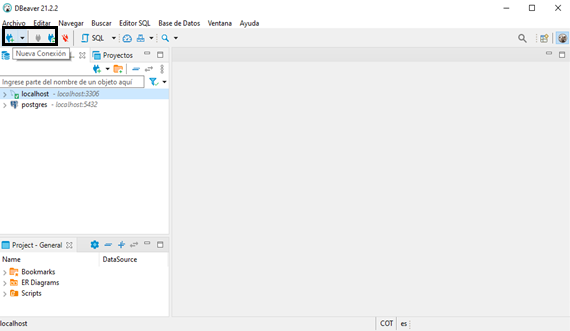 DBeaver 21.2.2
Archivo Editar Navegar Buscar Editor SQL Base de Datos Ventana Ayuda
SQL
Nueva Conexión
Proyectos
Ingrese parte del nombre de un objeto aquí
localhost - localhost:3306
postgres - localhost:5432
Project - General
Name DataSource
Bookmarks
ER Diagrams
Scripts
localhost COT es